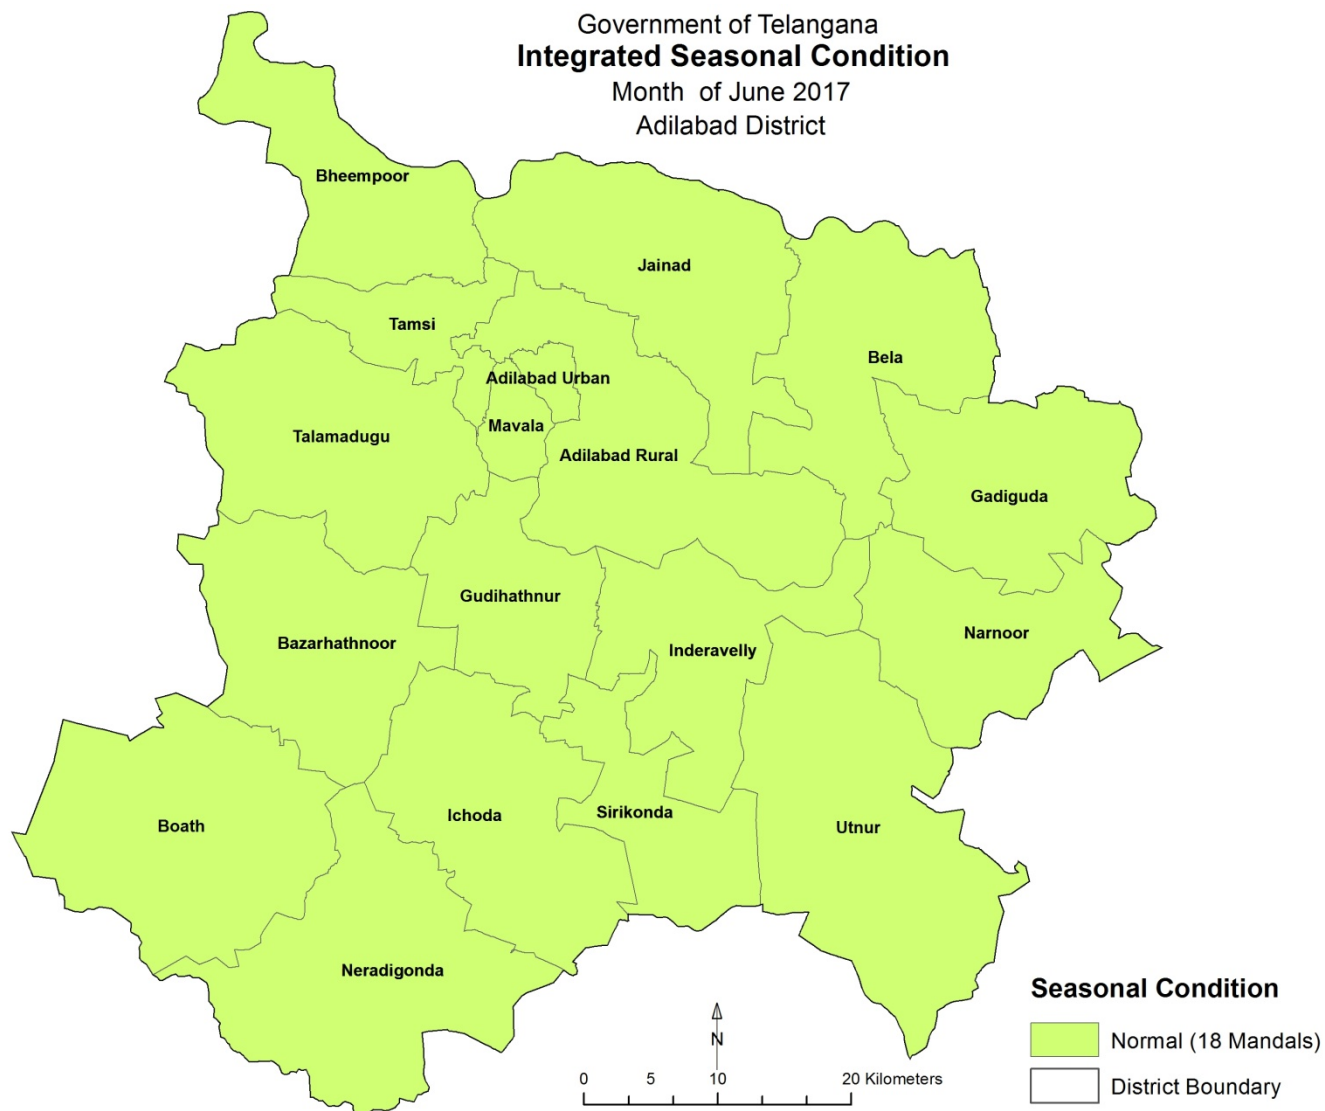 Government of Telangana
Integrated Seasonal Condition
Month of June 2017
Adilabad District
Bheempoor
Jainad
Tamsi
Bela
Adilabad Urban
Mavala
Talamadugu
Adilabad Rural
Gadiguda
Gudihathnur
Narnoor
Bazarhathnoor
Inderavelly
Sirikonda
Ichoda
Boath
Utnur
Neradigonda
Seasonal Condition
Normal (18 Mandals)
District Boundary
N
0 5 10 20 Kilometers